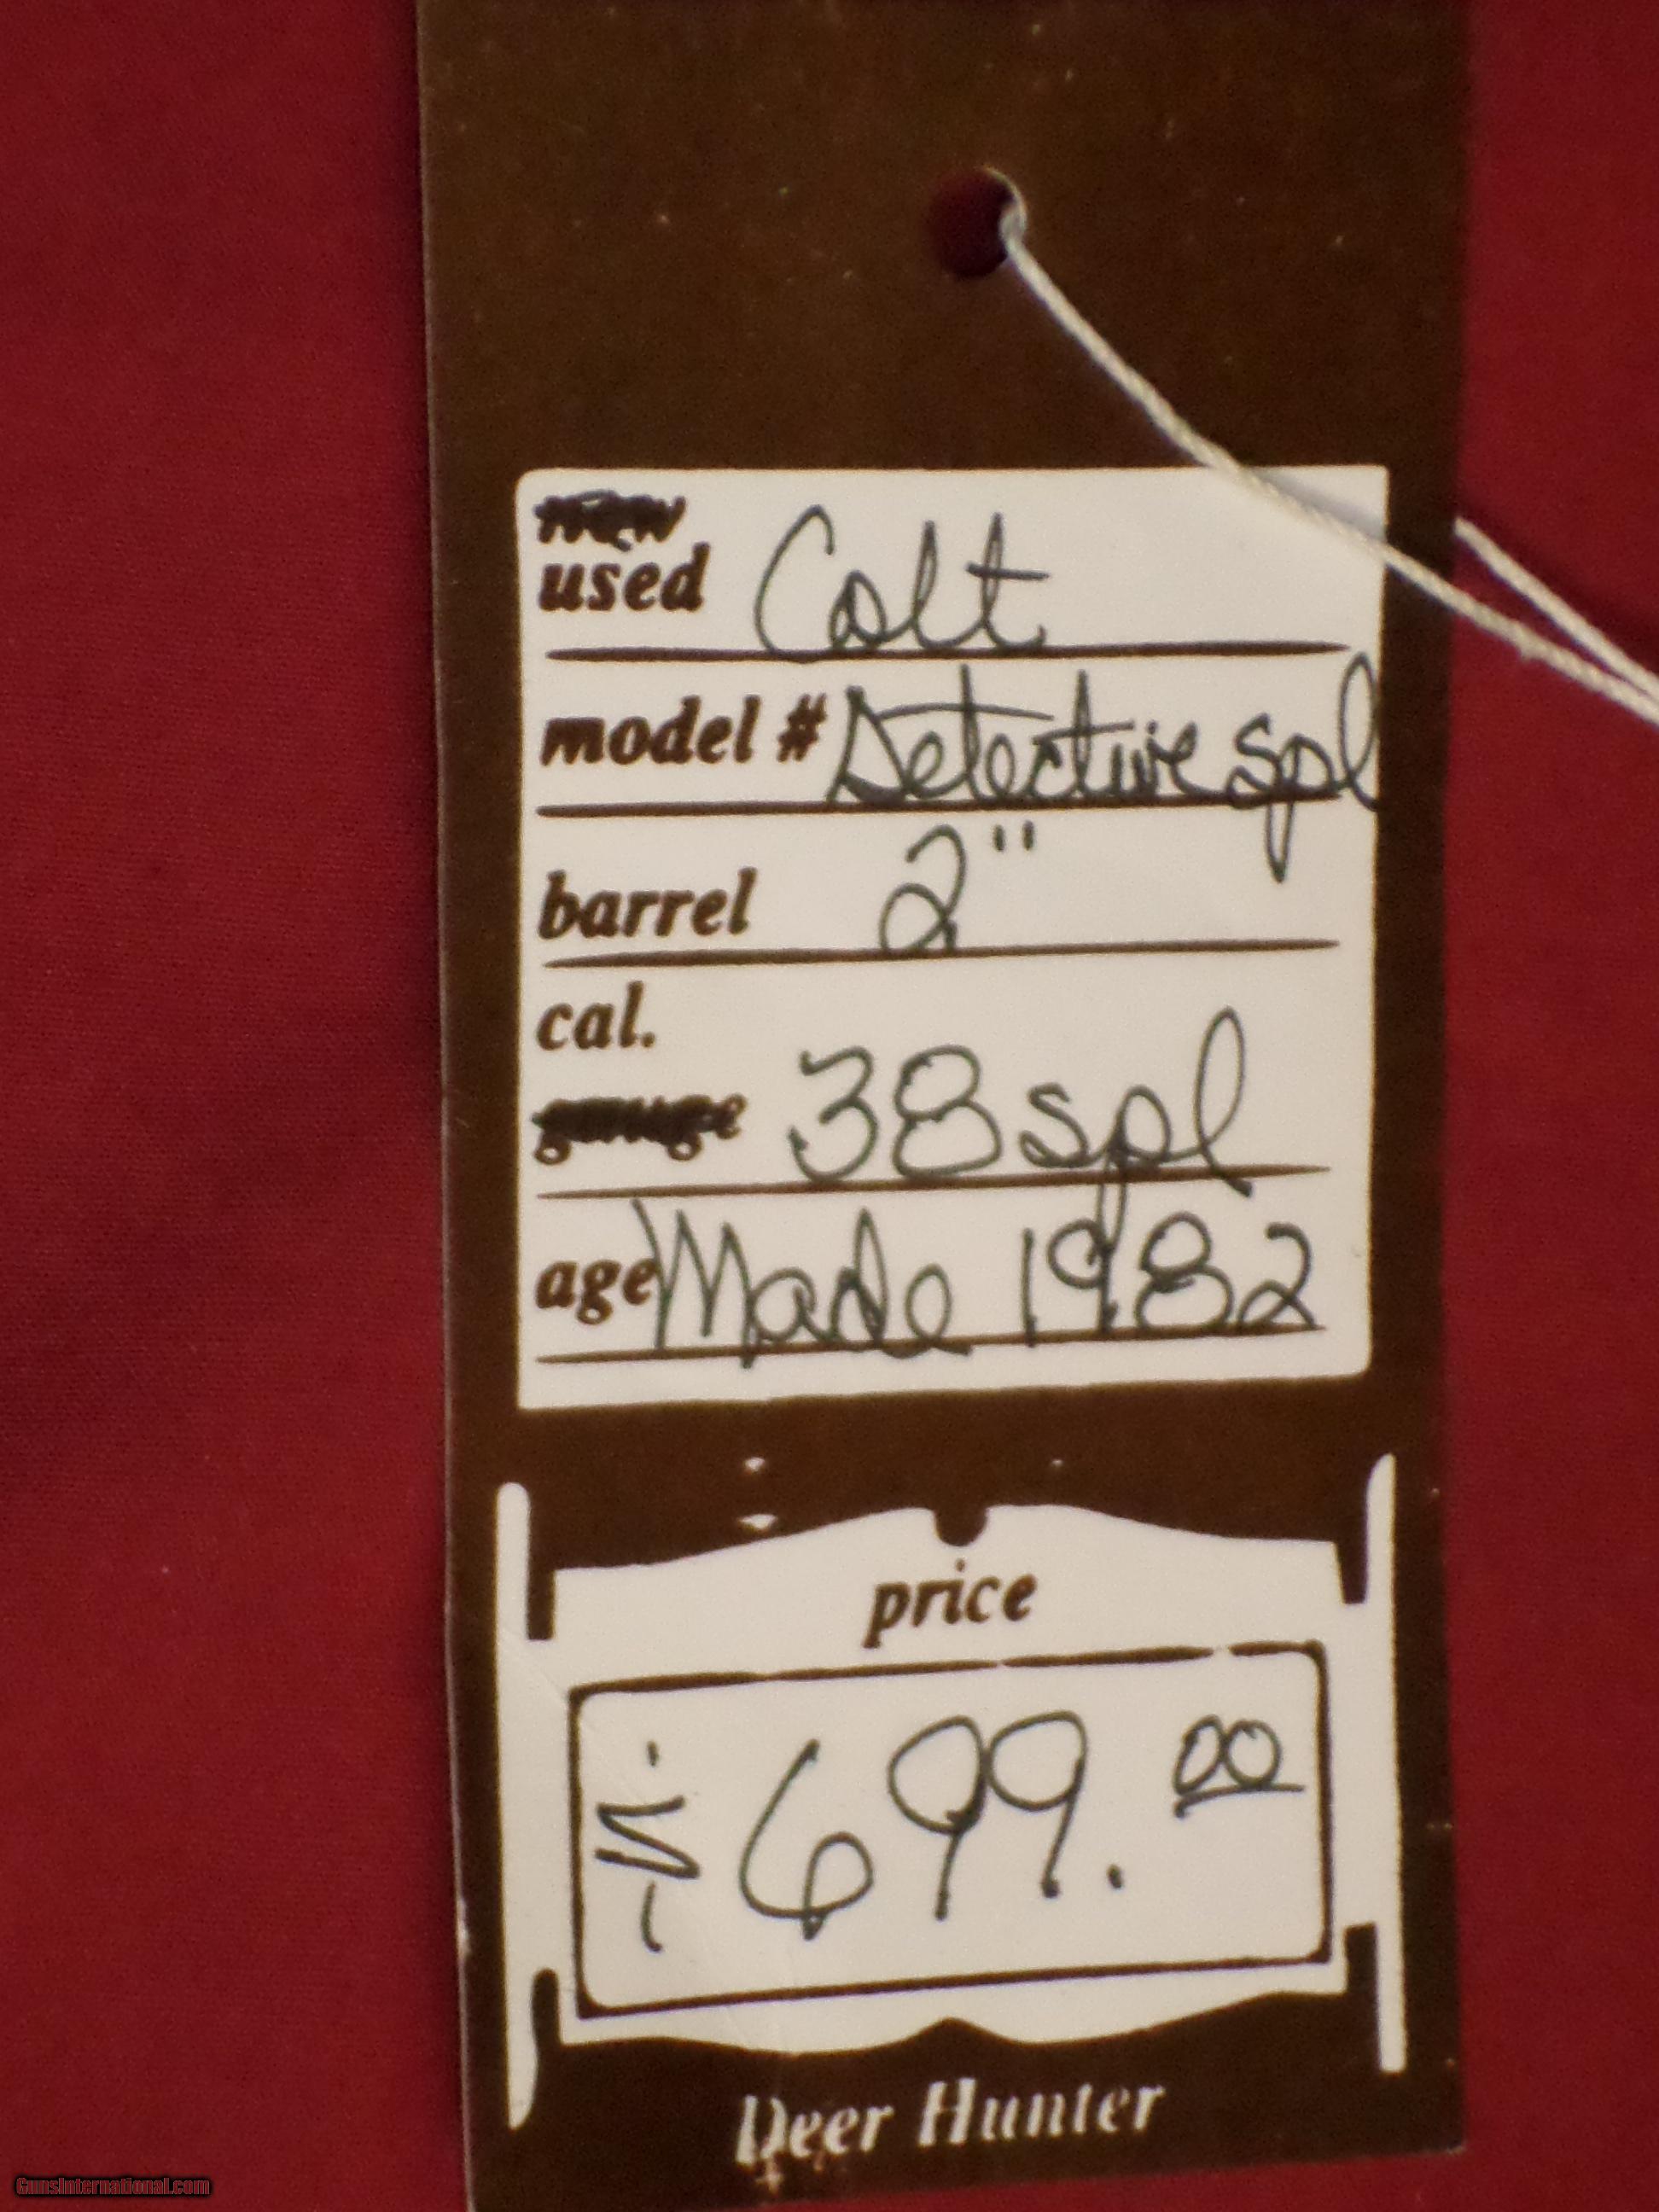 new
used Colt
model # Detective spl
barrel 2"
cal.
gauge 38 spl
age Made 1982
price
699.00
Deer Hunter
GunsInternational.com